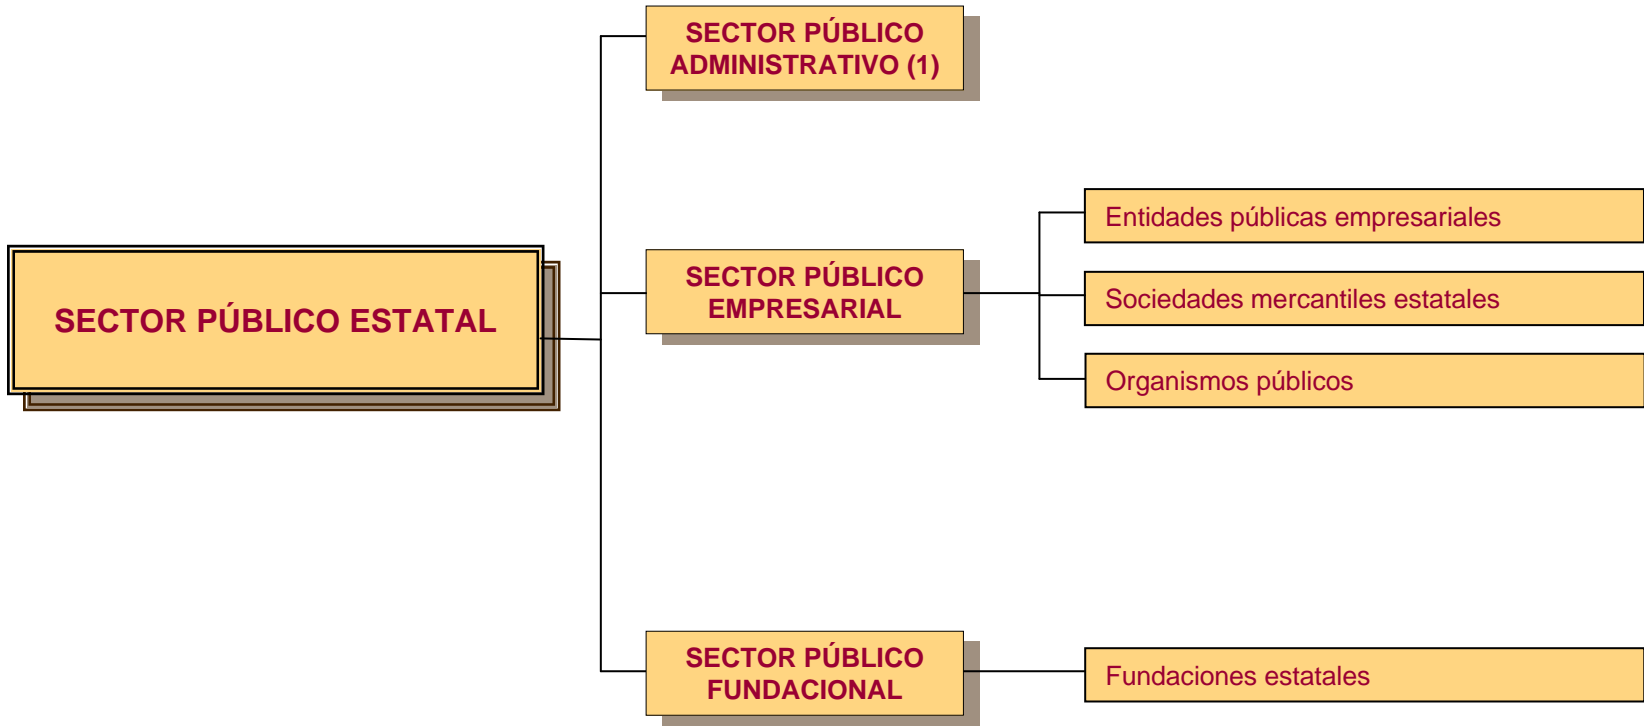 SECTOR PÚBLICO
ADMINISTRATIVO (1)
Entidades públicas empresariales
SECTOR PÚBLICO
EMPRESARIAL
SECTOR PÚBLICO ESTATAL
Sociedades mercantiles estatales
Organismos públicos
SECTOR PÚBLICO
FUNDACIONAL
Fundaciones estatales